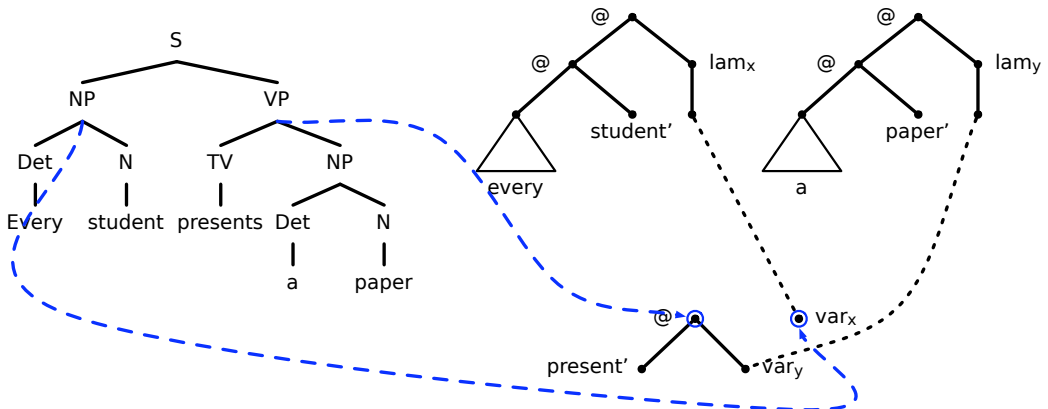 S
NP VP
Det N TV NP
Every student presents Det N
a paper
@ @
@ lamx @ lamy
student’ paper’
every a
@ varx
present’ vary